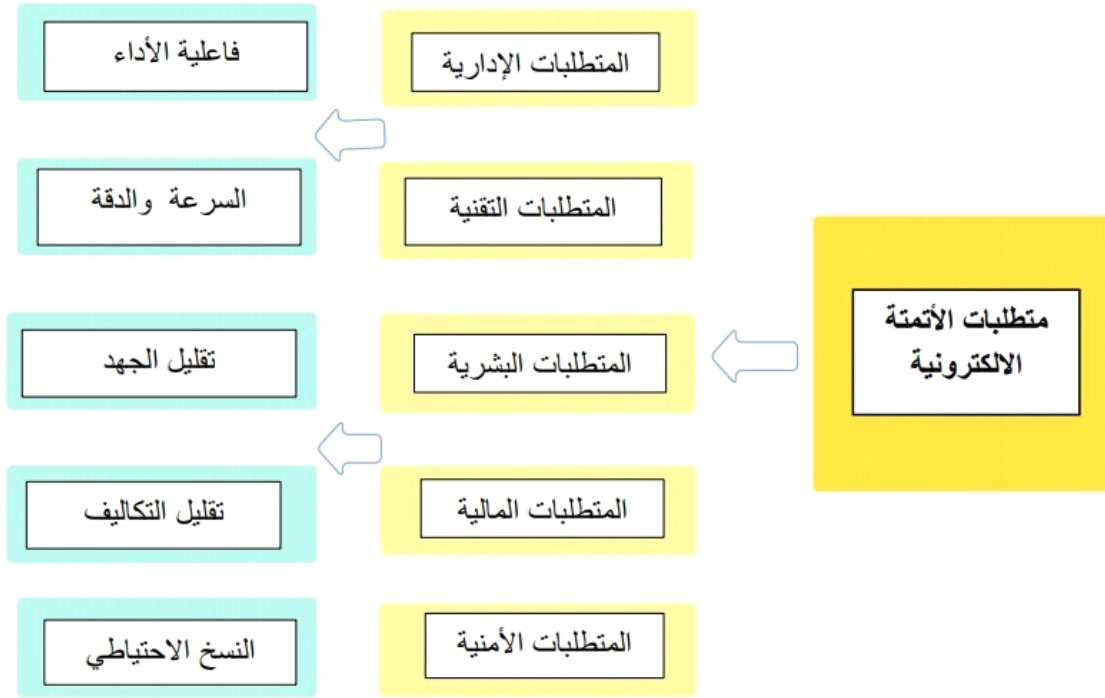 متطلبات الأتمتة
الالكترونية
المتطلبات الإدارية
المتطلبات التقنية
المتطلبات البشرية
المتطلبات المالية
المتطلبات الأمنية
فاعلية الأداء
السرعة والدقة
تقليل الجهد
تقليل التكاليف
النسخ الاحتياطي